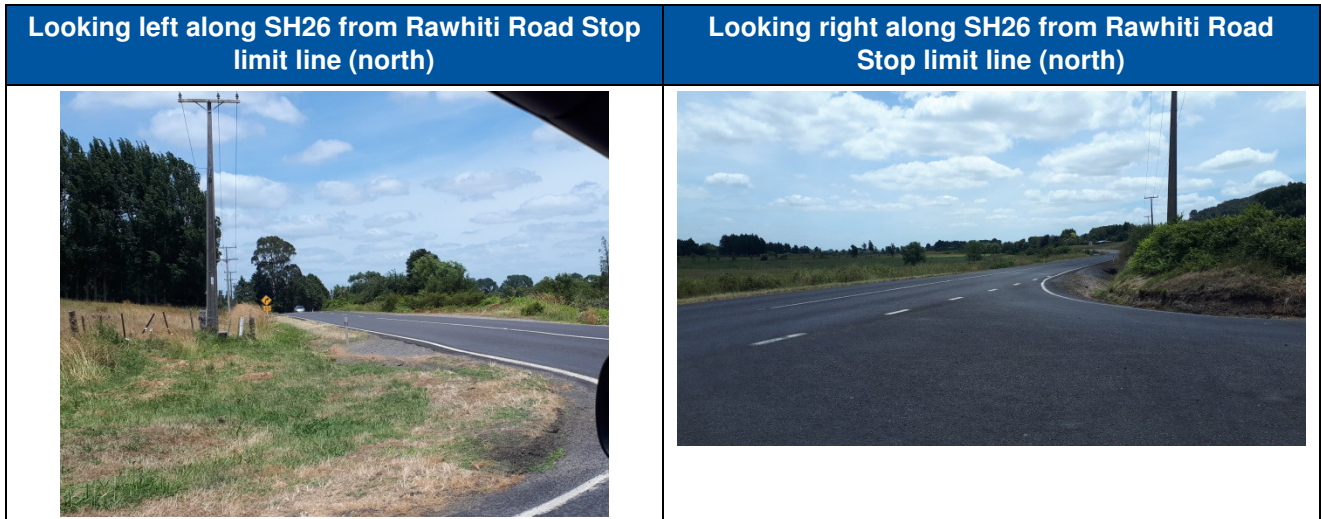 Looking left along SH26 from Rawhiti Road Stop
limit line (north)
Looking right along SH26 from Rawhiti Road
Stop limit line (north)